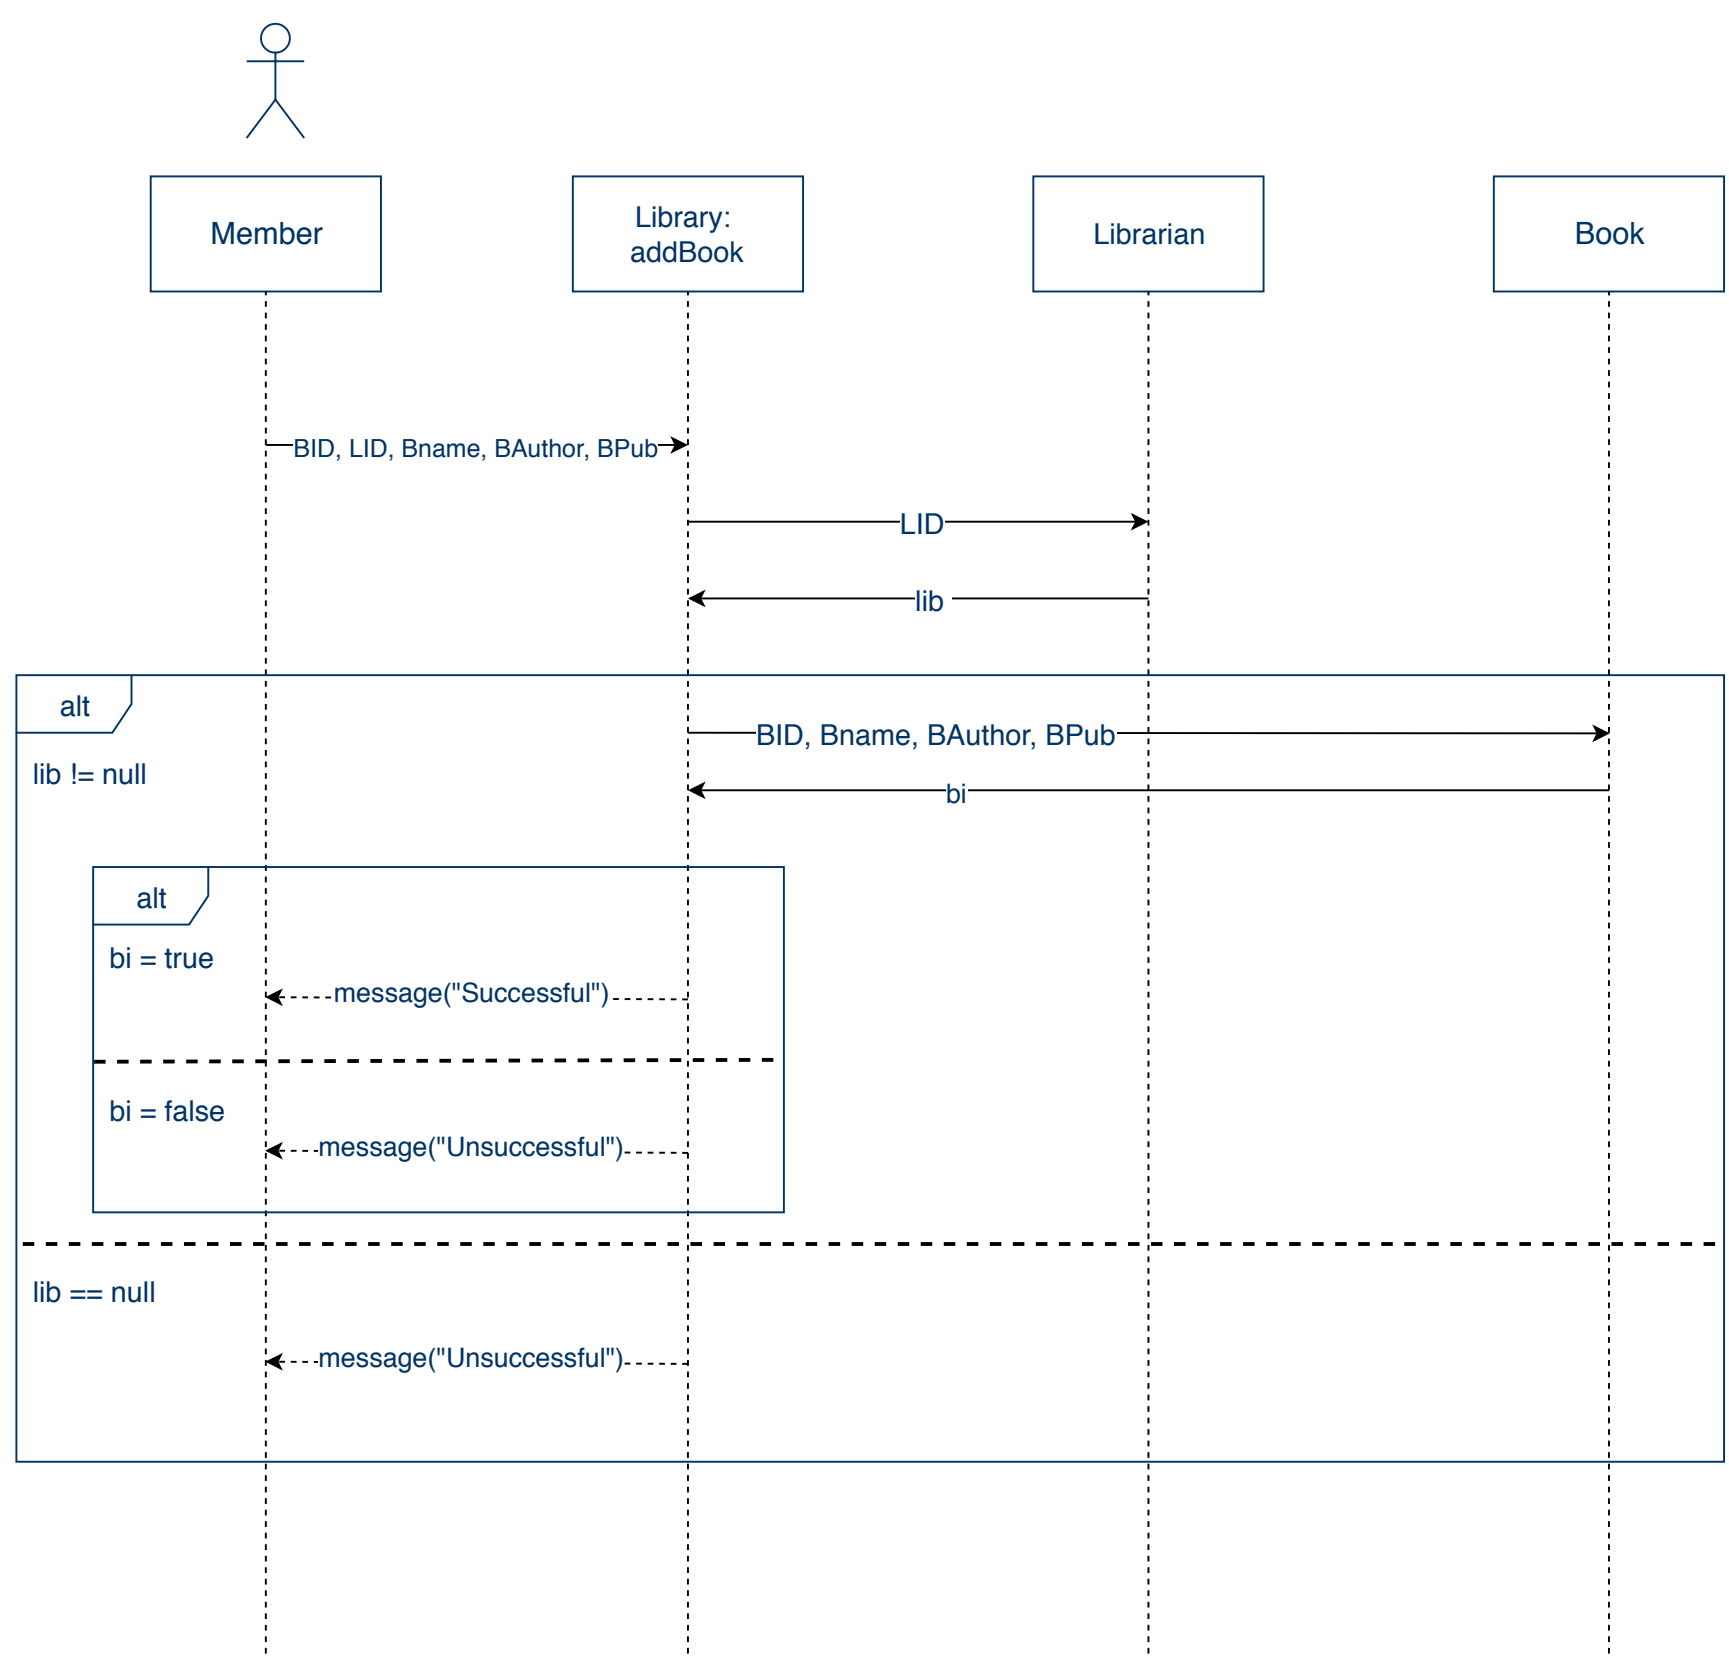 Member
Library:
addBook
Librarian
Book
BID, LID, Bname, BAuthor, BPub
LID
lib
alt
BID, Bname, BAuthor, BPub
lib != null
bi
alt
bi = true
message("Successful")
bi = false
message("Unsuccessful")
lib == null
message("Unsuccessful")